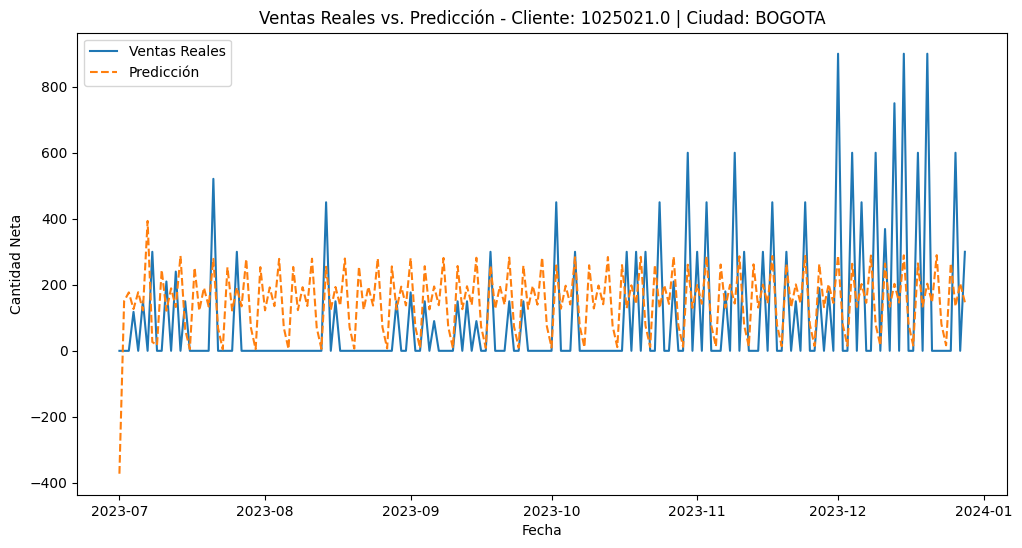 Ventas Reales vs. Predicción - Cliente: 1025021.0 | Ciudad: BOGOTA
Ventas Reales
Predicción
Cantidad Neta
800
600
400
200
0
−200
−400
2023-07
2023-08
2023-09
2023-10
2023-11
2023-12
2024-01
Fecha